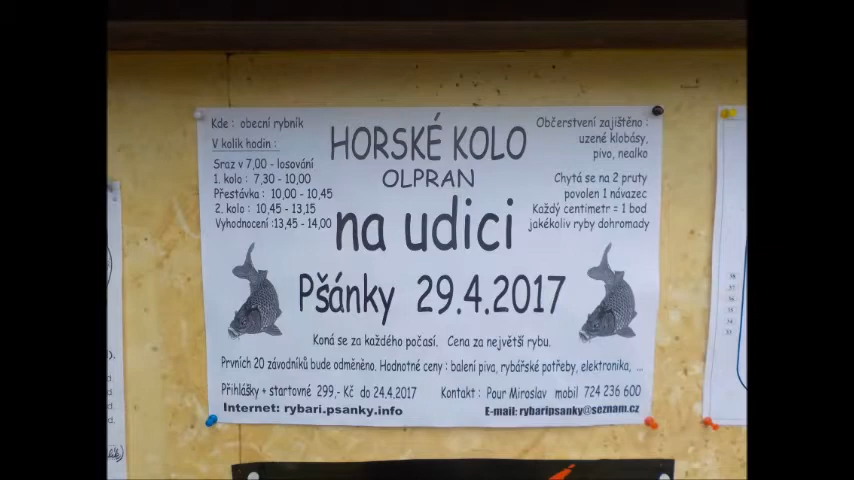 Kde : obecní rybník
V kolik hodin :
Sraz v 7,00 - losování
1. kolo : 7,30 - 10,00
Přestávka : 10,00 - 10,45
2. kolo : 10,45 - 13,15
Vyhodnocení :13,45 - 14,00
HORSKÉ KOLO
OLPRAN
na udici
Občerstvení zajištěno :
uzené klobásy,
pivo, nealko
Chytá se na 2 pruty
povolen 1 návazec
Každý centimetr = 1 bod
jakékoliv ryby dohromady
Pšánky 29.4.2017
Koná se za každého počasí. Cena za největší rybu.
Prvních 20 závodníků bude odměněno. Hodnotné ceny : balení piva, rybářské potřeby, elektronika, ...
Přihlášky + startovné 299,- Kč do 24.4.2017 Kontakt : Pour Miroslav mobil 724 236 600
Internet: rybari.psanky.info E-mail: rybaripsanky@seznam.cz